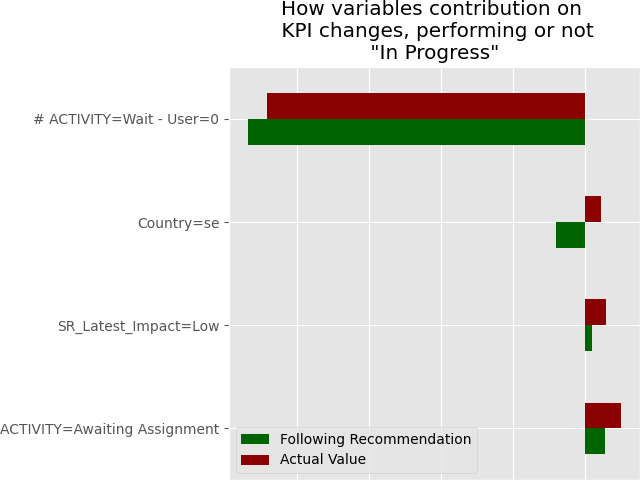 How variables contribution on
KPI changes, performing or not
"In Progress"
# ACTIVITY=Wait - User=0
Country=se
SR_Latest_Impact=Low
ACTIVITY=Awaiting Assignment
Following Recommendation
Actual Value